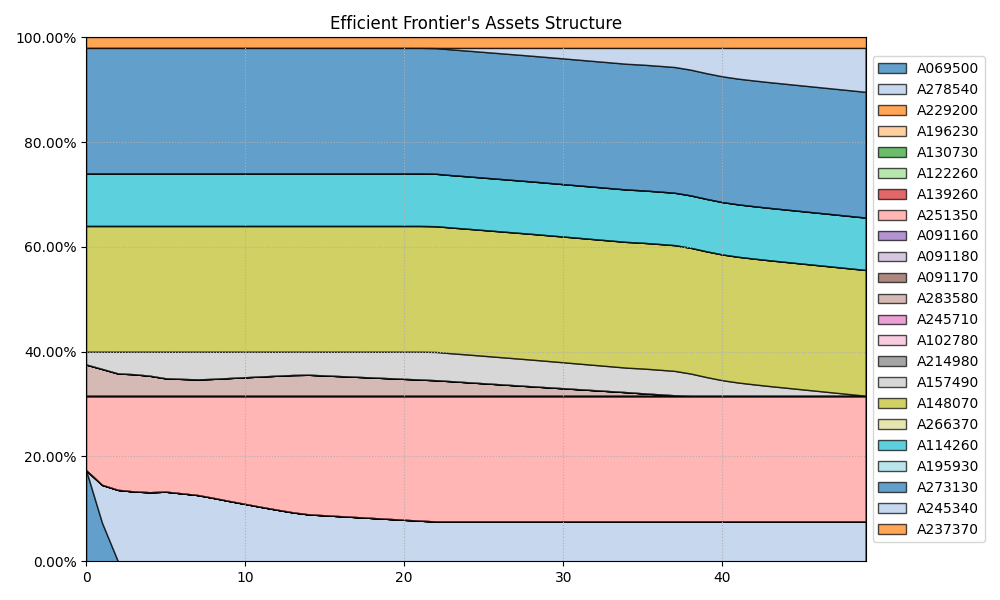 Efficient Frontier's Assets Structure
100.00%
80.00%
60.00%
40.00%
20.00%
0.00%
0
10
20
30
40
A069500
A278540
A229200
A196230
A130730
A122260
A139260
A251350
A091160
A091180
A091170
A283580
A245710
A102780
A214980
A157490
A148070
A266370
A114260
A195930
A273130
A245340
A237370